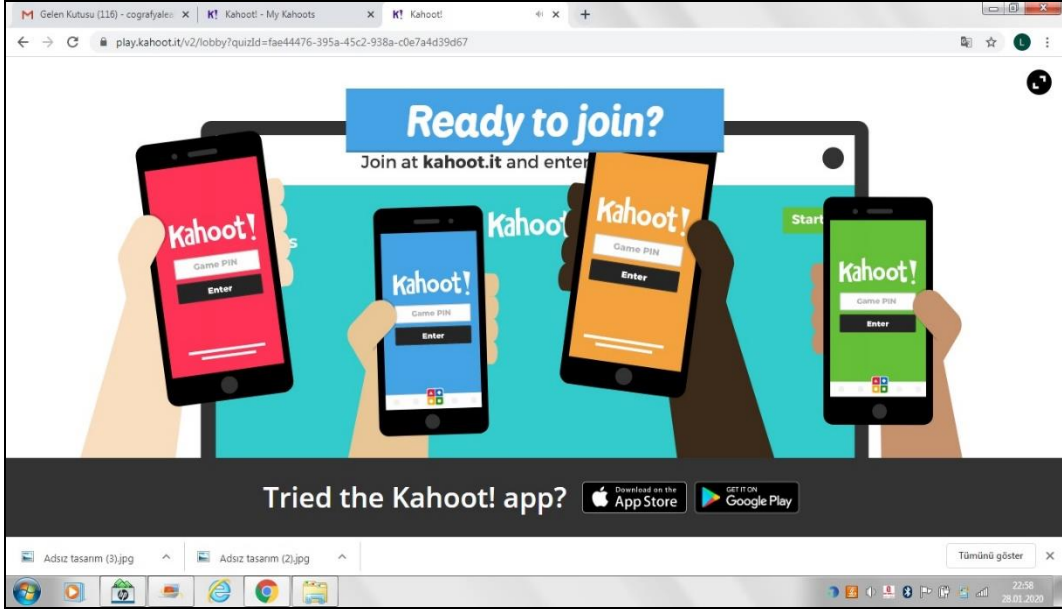 Gelen Kutusu (116) - cografyales
Kahoot! - My Kahoots
Kahoot!
play.kahoot.it/v2/lobby?quizId=fae44476-395a-45c2-938a-c0e7a4d39d67
L
Ready to join?
Join at kahoot.it and enter
Kahoot!
Game PIN
Enter
Kahoot!
Game PIN
Enter
Kahoot
Kahoot!
Game PIN
Enter
Start
Kahoot!
Game PIN
Enter
Tried the Kahoot! app?
Download on the
App Store
GET IT ON
Google Play
Adsız tasarım (3).jpg
Adsız tasarım (2).jpg
Tümünü göster
22:58
28.01.2020